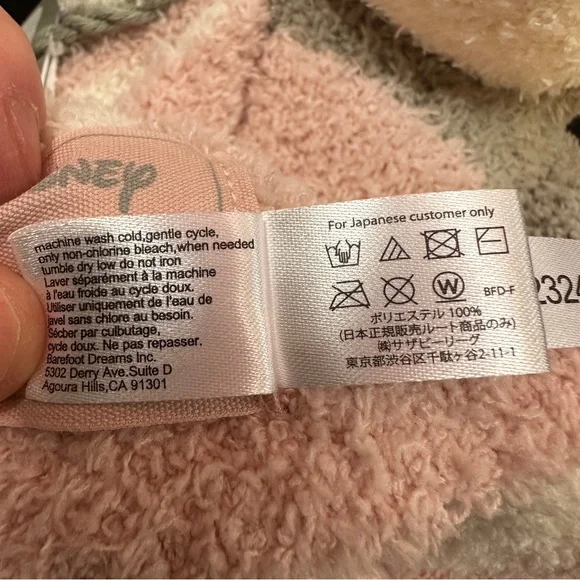 NEY
machine wash cold,gentle cycle,
only non-chlorine bleach,when needed
tumble dry low do not iron
Laver séparément à la machine
à l'eau froide au cycle doux.
Utiliser uniquement de l'eau de
javel sans chlore au besoin.
Sécber par culbutage,
cycle doux. Ne pas repasser.
Barefoot Dreams Inc.
5302 Derry Ave.Suite D
Agoura Hills,CA 91301
For Japanese customer only
W
BFD-F
ポリエステル 100%
(日本正規販売ルート商品のみ)
㈱サザビーリーグ
東京都渋谷区千駄ヶ谷2-11-1
232